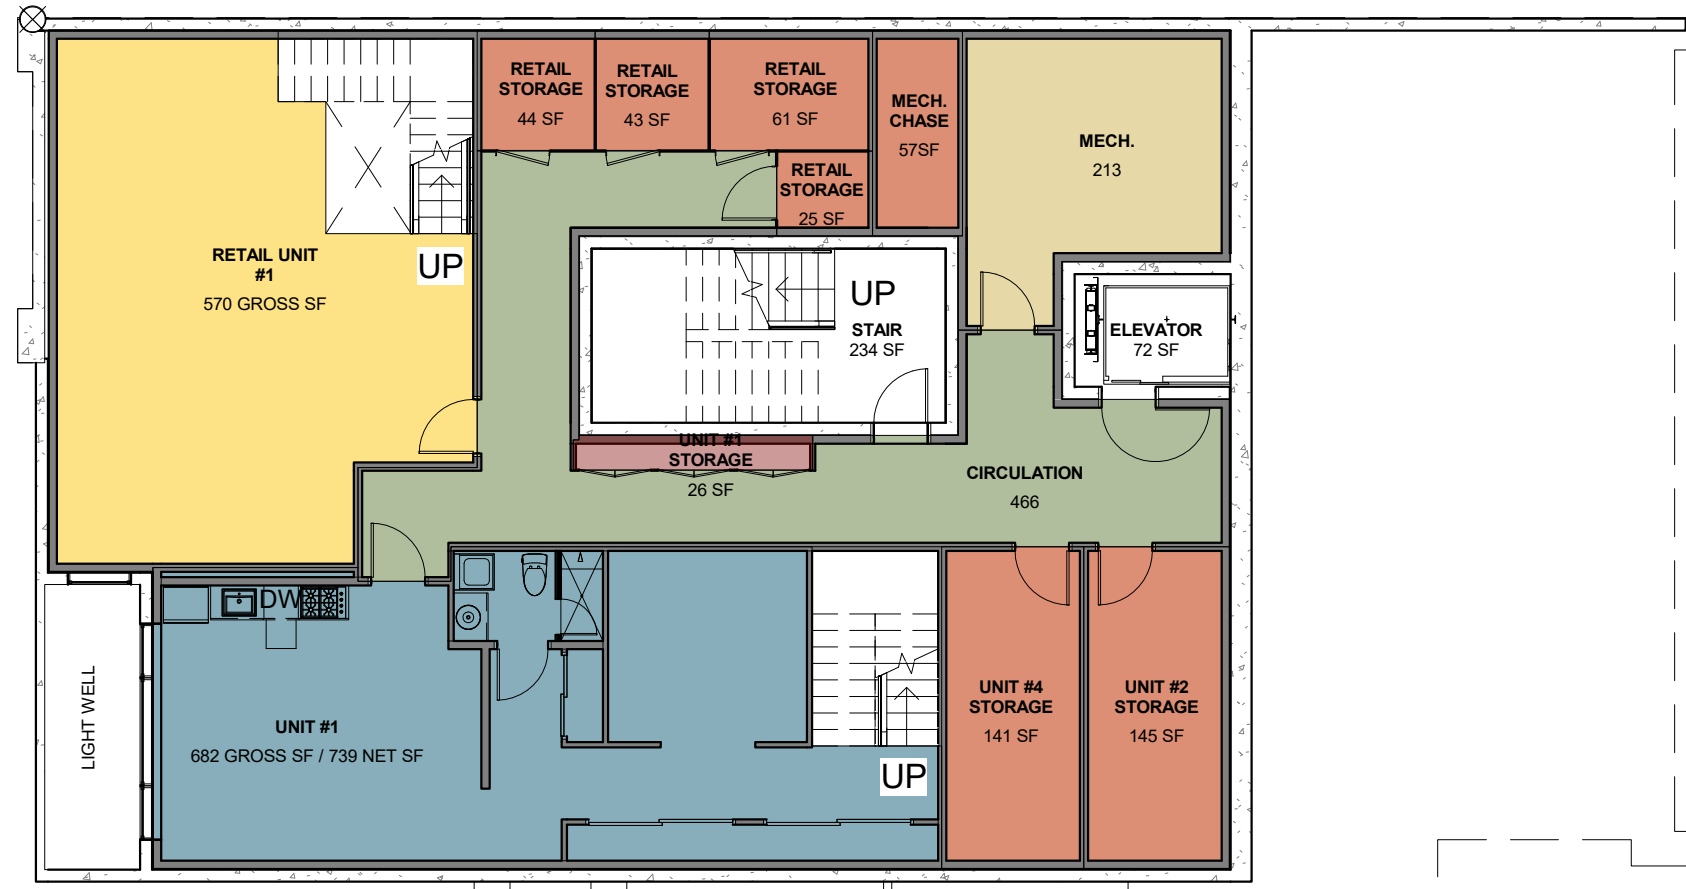 RETAIL
STORAGE
44 SF
RETAIL
STORAGE
43 SF
RETAIL
STORAGE
61 SF
MECH.
CHASE
57SF
MECH.
213
RETAIL
STORAGE
25 SF
RETAIL UNIT
#1
570 GROSS SF
UP
UP
STAIR
234 SF
ELEVATOR
72 SF
UNIT #1
STORAGE
26 SF
CIRCULATION
466
DW
LIGHT WELL
UNIT #1
682 GROSS SF / 739 NET SF
UP
UNIT #4
STORAGE
141 SF
UNIT #2
STORAGE
145 SF